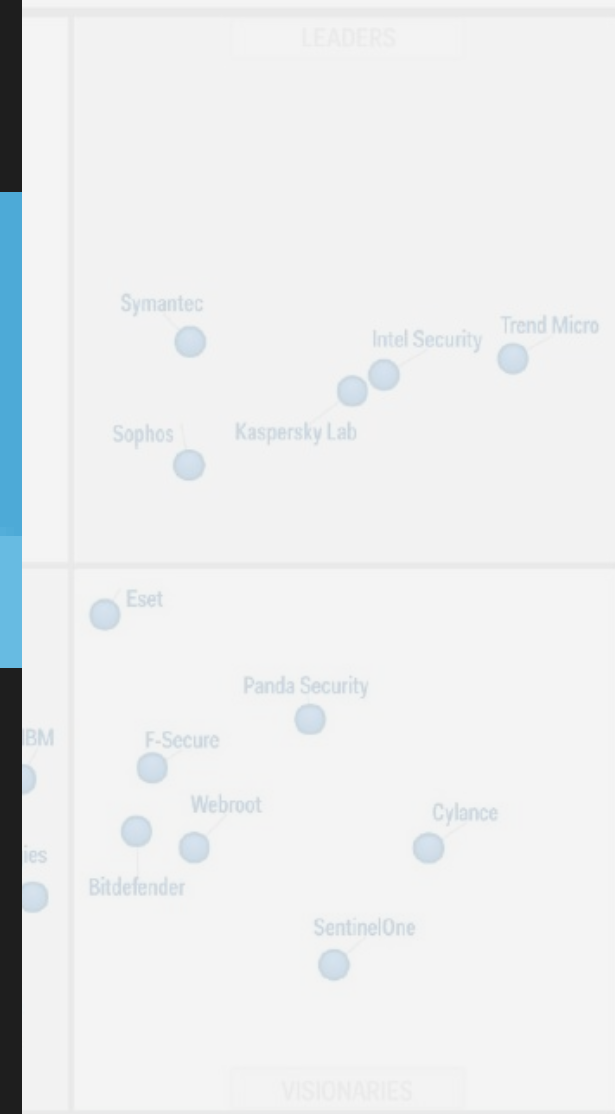 LEADERS
Symantec
Trend Micro
Intel Security
Sophos
Kaspersky Lab
Eset
Panda Security
IBM
F-Secure
Webroot
Cylance
ies
Bitdefender
SentinelOne
VISIONARIES